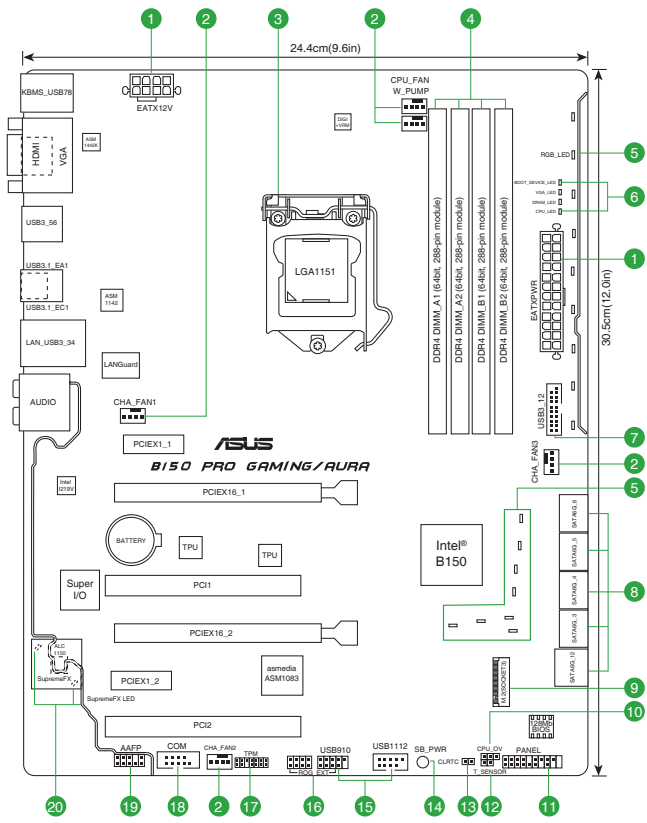 1
2
3
2
4
24.4cm(9.6in)
KBMS_USB78
EATX12V
CPU_FAN
W_PUMP
DIGI
+VRM
ASM
1442K
HDMI
VGA
RGB_LED
5
BOOT_DEVICE_LED
VGA_LED
DRAM_LED
CPU_LED
6
USB3_56
DDR4 DIMM_A1 (64bit, 288-pin module)
DDR4 DIMM_A2 (64bit, 288-pin module)
DDR4 DIMM_B1 (64bit, 288-pin module)
DDR4 DIMM_B2 (64bit, 288-pin module)
LGA1151
EATXPWR
1
30.5cm(12.0in)
USB3.1_EA1
USB3.1_EC1
ASM
1142
LAN_USB3_34
LANGuard
AUDIO
CHA_FAN1
USB3_12
7
PCIEX1_1
ASUS
B150 PRO GAMING/AURA
CHA_FAN3
2
5
Intel
I219V
PCIEX16_1
BATTERY
TPU
TPU
Intel®
B150
SATA6G_6
SATA6G_5
SATA6G_4
SATA6G_3
SATA6G_12
8
Super
I/O
PCI1
PCIEX16_2
ALC
1150
SupremeFX
SupremeFX LED
PCIEX1_2
asmedia
ASM1083
M.2(SOCKET3)
9
10
PCI2
128Mb
BIOS
AAFP
COM
CHA_FAN2
TPM
USB910
ROG_EXT
USB1112
SB_PWR
CLRTC
CPU_OV
T_SENSOR
PANEL
20
19
18
2
17
16
15
14
13
12
11